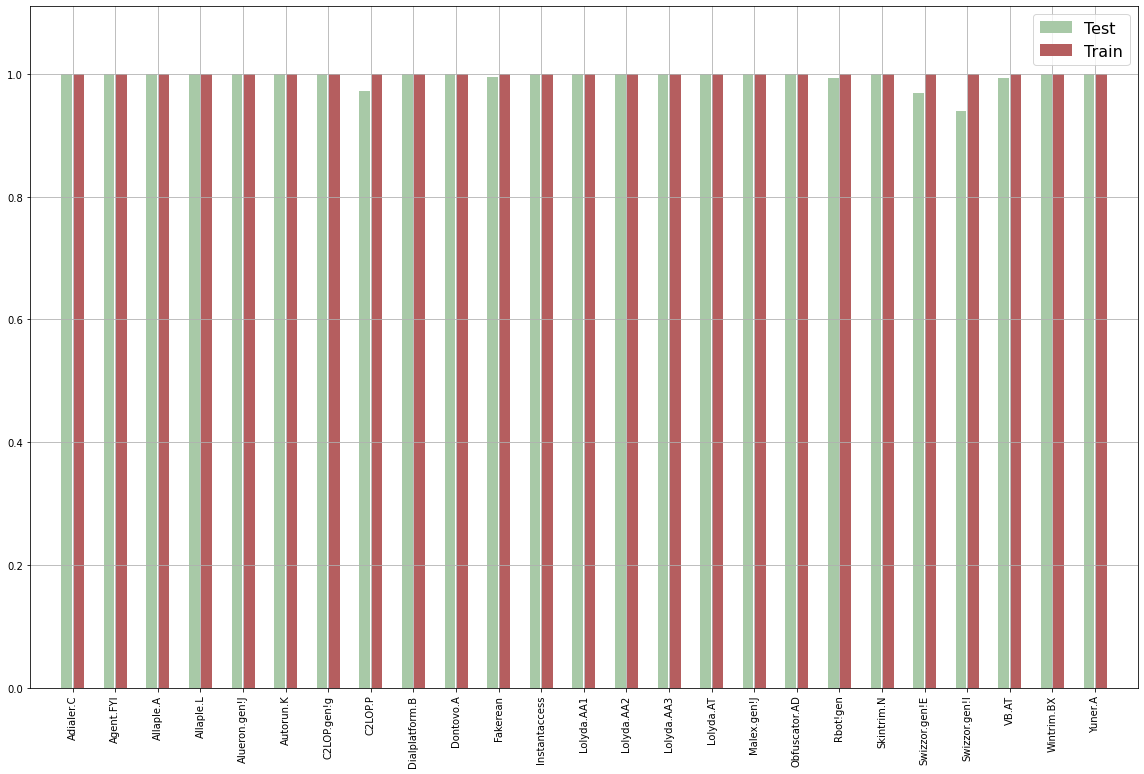 Test
Train
1.0
0.8
0.6
0.4
0.2
0.0
Adialer.C
Agent.FYI
Allaple.A
Allaple.L
Alueron.gen!J
Autorun.K
C2LOP.gen!g
C2LOP.P
Dialplatform.B
Dontovo.A
Fakerean
Instantaccess
Lolyda.AA1
Lolyda.AA2
Lolyda.AA3
Lolyda.AT
Malex.gen!J
Obfuscator.AD
Rbot!gen
Skintrim.N
Swizzor.gen!E
Swizzor.gen!I
VB.AT
Wintrim.BX
Yuner.A